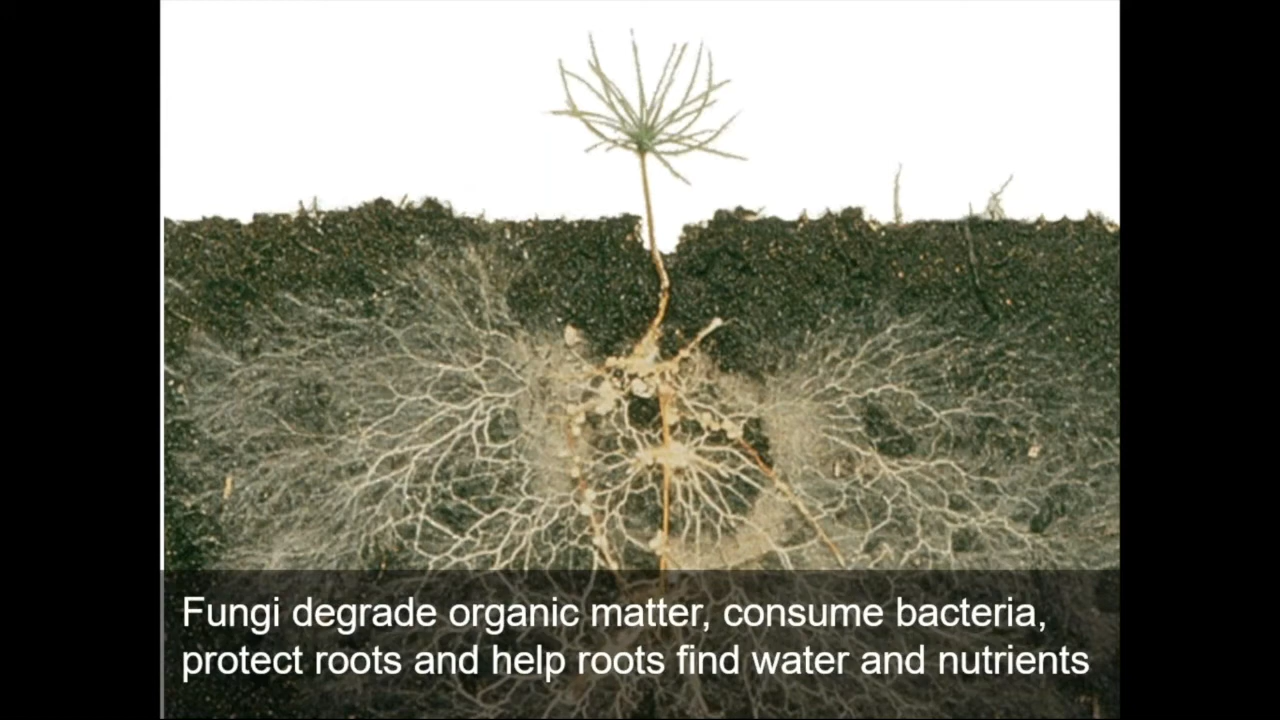 Fungi degrade organic matter, consume bacteria,
protect roots and help roots find water and nutrients